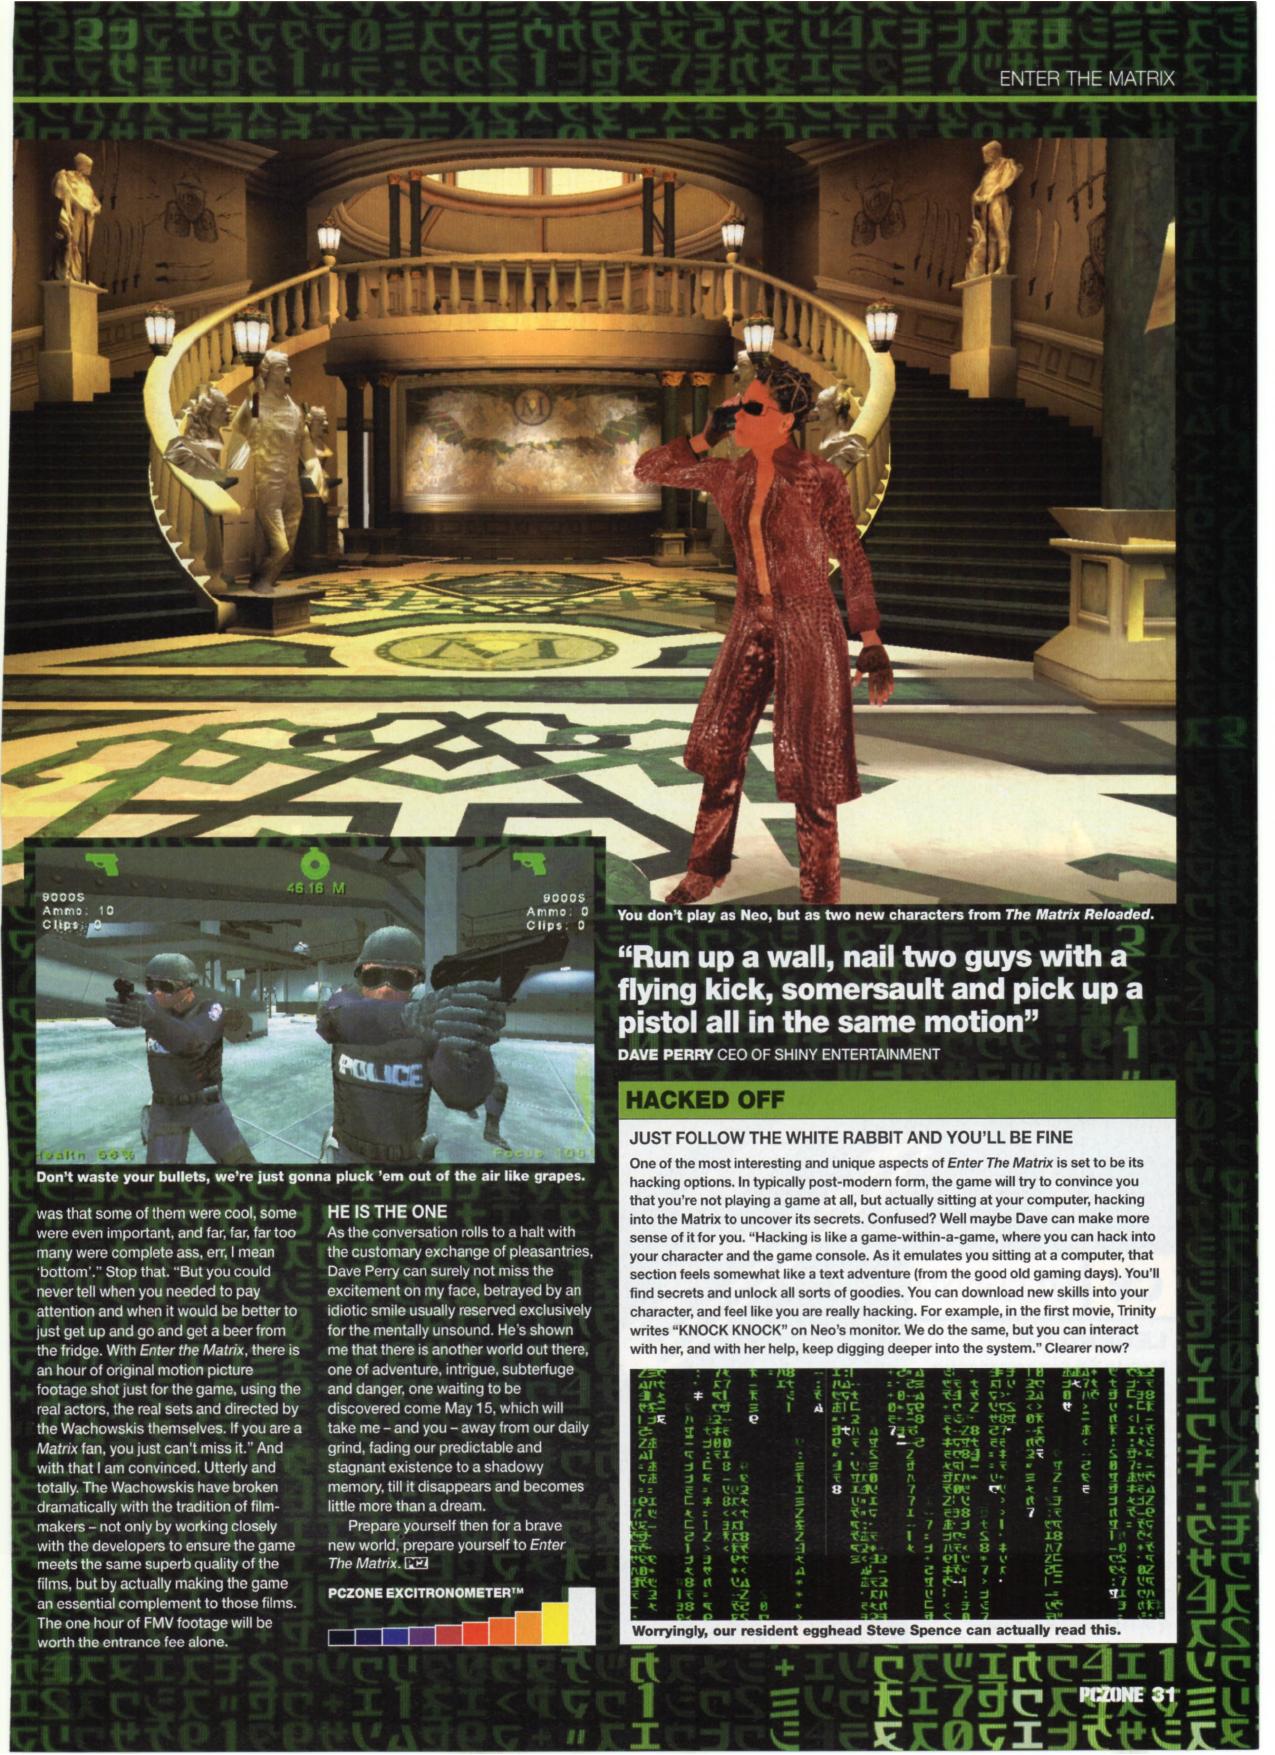 ENTER THE MATRIX
M
M
46.16 M
9000S
Ammo: 10
Clips: 0
9000S
Ammo: 0
Clips: 0
POLICE
Health 56%
Focus
Don't waste your bullets, we're just gonna pluck 'em out of the air like grapes.
was that some of them were cool, some
were even important, and far, far, far too
many were complete ass, err, I mean
'bottom'." Stop that. "But you could
never tell when you needed to pay
attention and when it would be better to
just get up and go and get a beer from
the fridge. With Enter the Matrix, there is
an hour of original motion picture
footage shot just for the game, using the
real actors, the real sets and directed by
the Wachowskis themselves. If you are a
Matrix fan, you just can't miss it." And
with that I am convinced. Utterly and
totally. The Wachowskis have broken
dramatically with the tradition of film-
makers – not only by working closely
with the developers to ensure the game
meets the same superb quality of the
films, but by actually making the game
an essential complement to those films.
The one hour of FMV footage will be
worth the entrance fee alone.
HE IS THE ONE
As the conversation rolls to a halt with
the customary exchange of pleasantries,
Dave Perry can surely not miss the
excitement on my face, betrayed by an
idiotic smile usually reserved exclusively
for the mentally unsound. He's shown
me that there is another world out there,
one of adventure, intrigue, subterfuge
and danger, one waiting to be
discovered come May 15, which will
take me – and you – away from our daily
grind, fading our predictable and
stagnant existence to a shadowy
memory, till it disappears and becomes
little more than a dream.
Prepare yourself then for a brave
new world, prepare yourself to Enter
The Matrix. PCZ
PCZONE EXCITRONOMETER™
You don't play as Neo, but as two new characters from The Matrix Reloaded.
"Run up a wall, nail two guys with a
flying kick, somersault and pick up a
pistol all in the same motion"
DAVE PERRY CEO OF SHINY ENTERTAINMENT
HACKED OFF
JUST FOLLOW THE WHITE RABBIT AND YOU'LL BE FINE
One of the most interesting and unique aspects of Enter The Matrix is set to be its
hacking options. In typically post-modern form, the game will try to convince you
that you're not playing a game at all, but actually sitting at your computer, hacking
into the Matrix to uncover its secrets. Confused? Well maybe Dave can make more
sense of it for you. "Hacking is like a game-within-a-game, where you can hack into
your character and the game console. As it emulates you sitting at a computer, that
section feels somewhat like a text adventure (from the good old gaming days). You'll
find secrets and unlock all sorts of goodies. You can download new skills into your
character, and feel like you are really hacking. For example, in the first movie, Trinity
writes "KNOCK KNOCK" on Neo's monitor. We do the same, but you can interact
with her, and with her help, keep digging deeper into the system." Clearer now?
Worryingly, our resident egghead Steve Spence can actually read this.
PCZONE 31